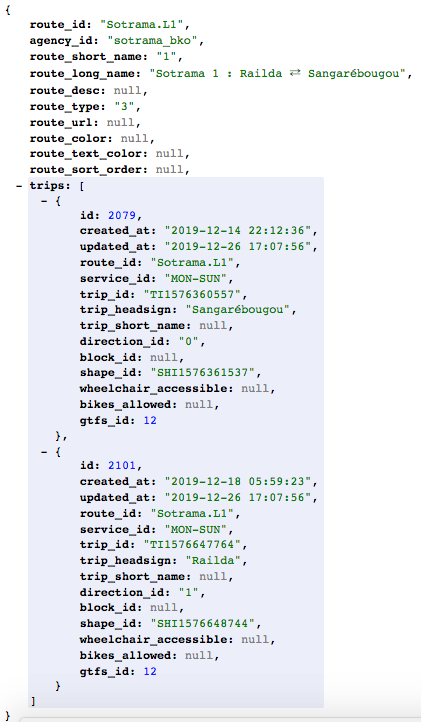 {
route_id: "Sotrama.L1",
agency_id: "sotrama_bko",
route_short_name: "1",
route_long_name: "Sotrama 1 : Railda ⇄ Sangarébougou",
route_desc: null,
route_type: "3",
route_url: null,
route_color: null,
route_text_color: null,
route_sort_order: null,
- trips: [
- {
id: 2079,
created_at: "2019-12-14 22:12:36",
updated_at: "2019-12-26 17:07:56",
route_id: "Sotrama.L1",
service_id: "MON-SUN",
trip_id: "TI1576360557",
trip_headsign: "Sangarébougou",
trip_short_name: null,
direction_id: "0",
block_id: null,
shape_id: "SHI1576361537",
wheelchair_accessible: null,
bikes_allowed: null,
gtfs_id: 12
},
- {
id: 2101,
created_at: "2019-12-18 05:59:23",
updated_at: "2019-12-26 17:07:56",
route_id: "Sotrama.L1",
service_id: "MON-SUN",
trip_id: "TI1576647764",
trip_headsign: "Railda",
trip_short_name: null,
direction_id: "1",
block_id: null,
shape_id: "SHI1576648744",
wheelchair_accessible: null,
bikes_allowed: null,
gtfs_id: 12
}
]
}